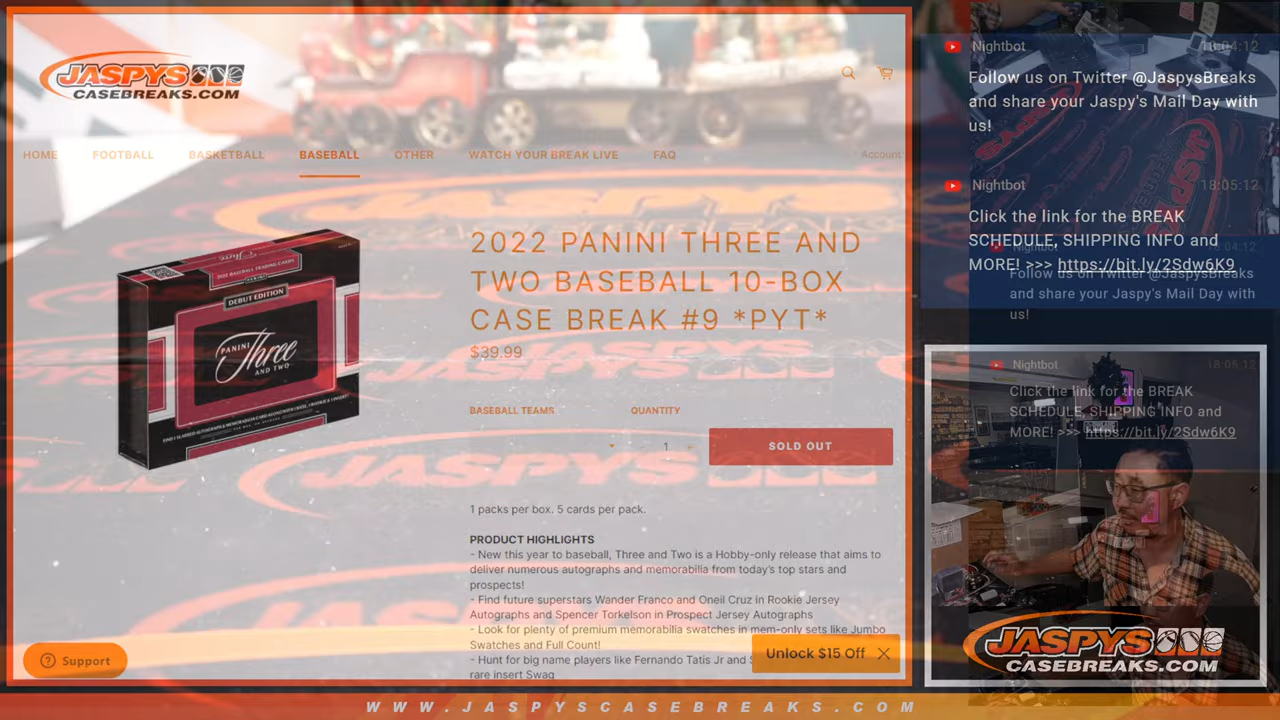 JASPYS
CASEBREAKS.COM
HOME FOOTBALL BASKETBALL BASEBALL OTHER WATCH YOUR BREAK LIVE FAQ Account
2022 PANINI THREE AND
TWO BASEBALL 10-BOX
CASE BREAK #9 *PYT*
$39.99
BASEBALL TEAMS QUANTITY
1
SOLD OUT
DEBUT EDITION
PANINI
Three
AND TWO
1 packs per box. 5 cards per pack.
PRODUCT HIGHLIGHTS
- New this year to baseball, Three and Two is a Hobby-only release that aims to
deliver numerous autographs and memorabilia from today's top stars and
prospects!
- Find future superstars Wander Franco and Oneil Cruz in Rookie Jersey
Autographs and Spencer Torkelson in Prospect Jersey Autographs
- Look for plenty of premium memorabilia swatches in mem-only sets like Jumbo
Swatches and Full Count!
- Hunt for big name players like Fernando Tatis Jr and
rare insert Swag
Support
Unlock $15 Off
Nightbot 18:04:12
Follow us on Twitter @JaspysBreaks
and share your Jaspy's Mail Day with
us!
Nightbot 18:05:12
Click the link for the BREAK
SCHEDULE, SHIPPING INFO and
MORE! >>> https://bit.ly/2Sdw6K9
Follow us on Twitter @JaspysBreaks
and share your Jaspy's Mail Day with
us!
Nightbot 18:05:12
Click the link for the BREAK
SCHEDULE, SHIPPING INFO and
MORE! >>> https://bit.ly/2Sdw6K9
JASPYS
CASEBREAKS.COM
WWW.JASPYSCASEBREAKS.COM